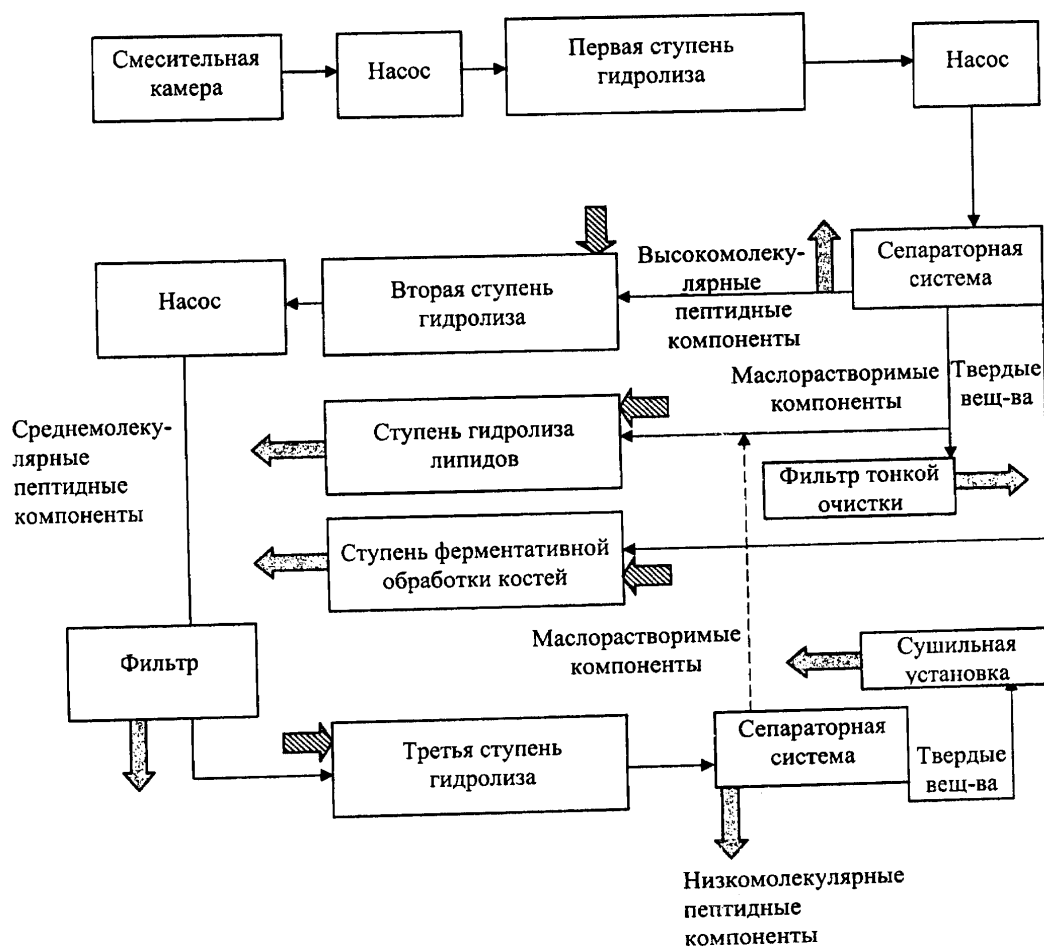 Смесительная
камера
Насос
Первая ступень
гидролиза
Насос
Сепараторная
система
Высокомолеку-
лярные
пептидные
компоненты
Вторая ступень
гидролиза
Насос
Маслорастворимые
компоненты
Твердые
вещ-ва
Среднемолеку-
лярные
пептидные
компоненты
Ступень гидролиза
липидов
Фильтр тонкой
очистки
Ступень ферментативной
обработки костей
Маслорастворимые
компоненты
Сушильная
установка
Фильтр
Третья ступень
гидролиза
Сепараторная
система
Твердые
вещ-ва
Низкомолекулярные
пептидные
компоненты